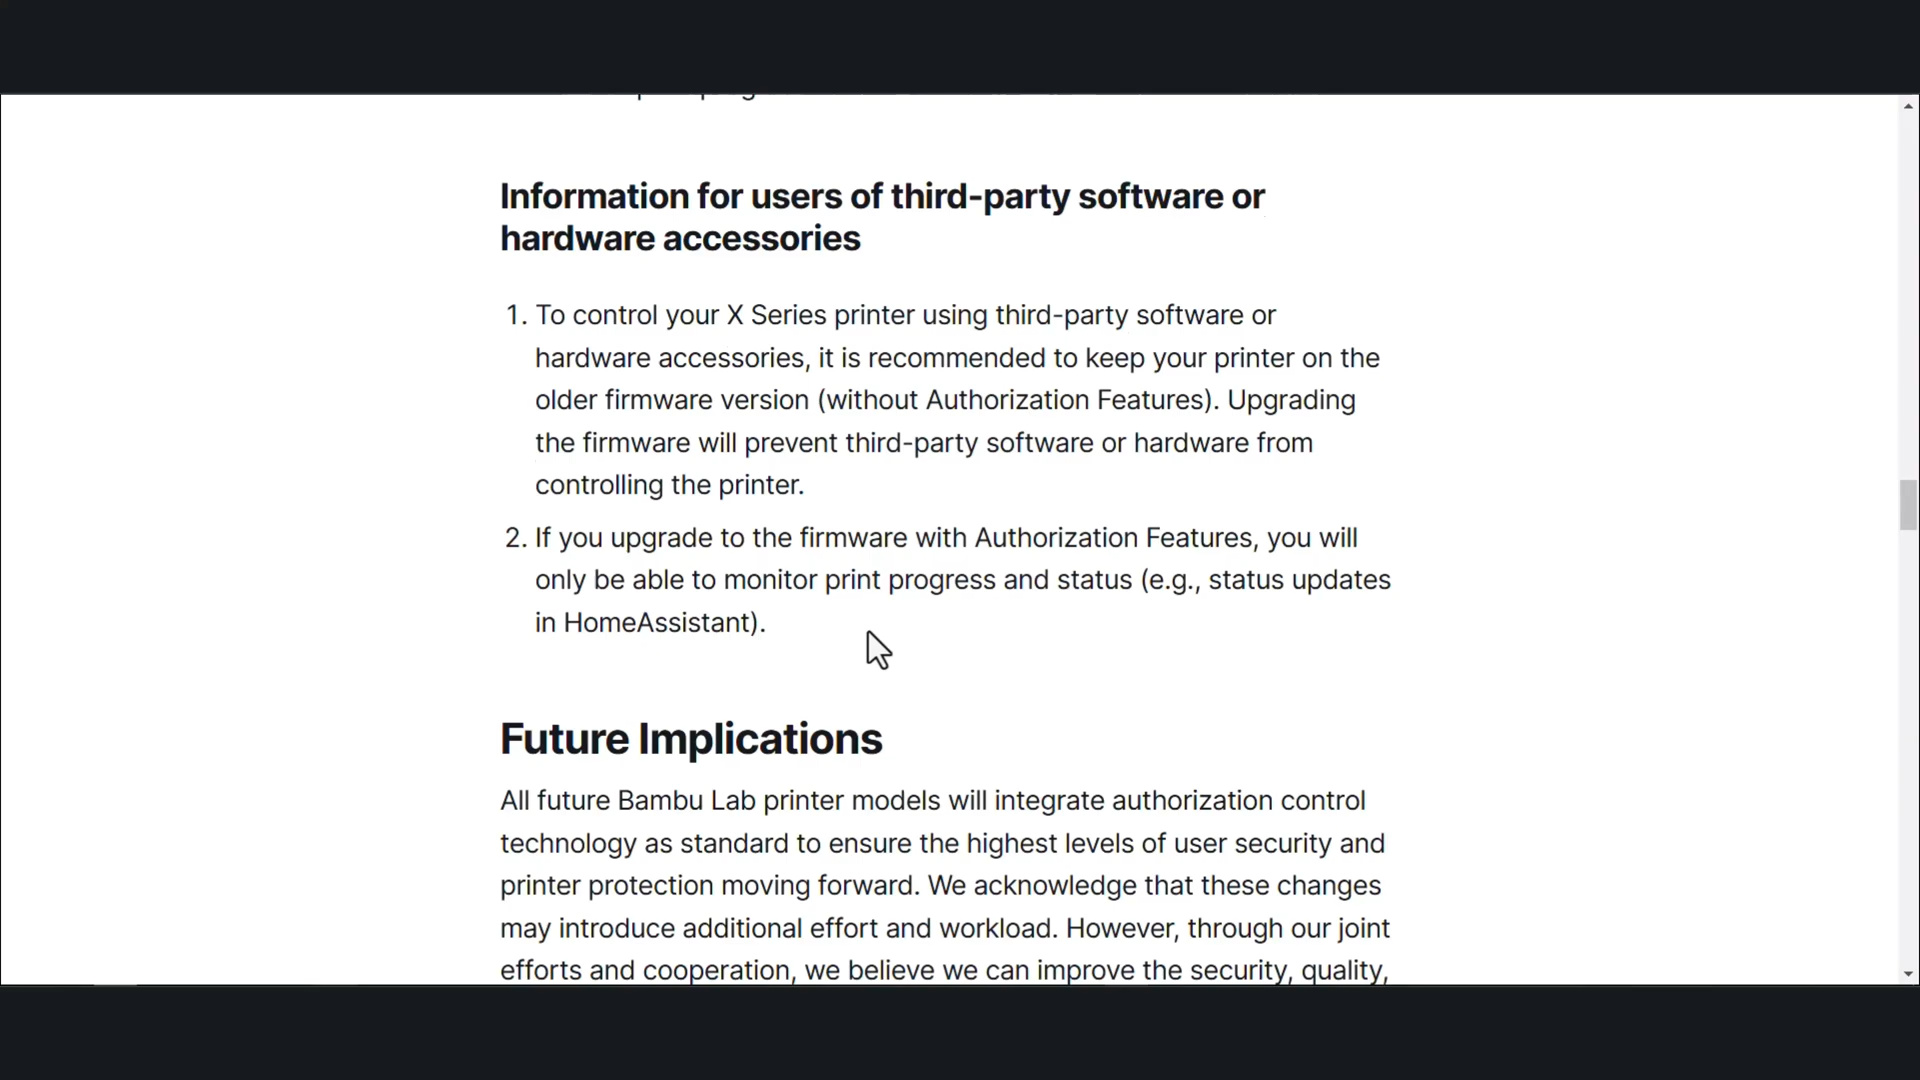 Information for users of third-party software or
hardware accessories
1. To control your X Series printer using third-party software or
hardware accessories, it is recommended to keep your printer on the
older firmware version (without Authorization Features). Upgrading
the firmware will prevent third-party software or hardware from
controlling the printer.
2. If you upgrade to the firmware with Authorization Features, you will
only be able to monitor print progress and status (e.g., status updates
in HomeAssistant).
Future Implications
All future Bambu Lab printer models will integrate authorization control
technology as standard to ensure the highest levels of user security and
printer protection moving forward. We acknowledge that these changes
may introduce additional effort and workload. However, through our joint
efforts and cooperation, we believe we can improve the security, quality,